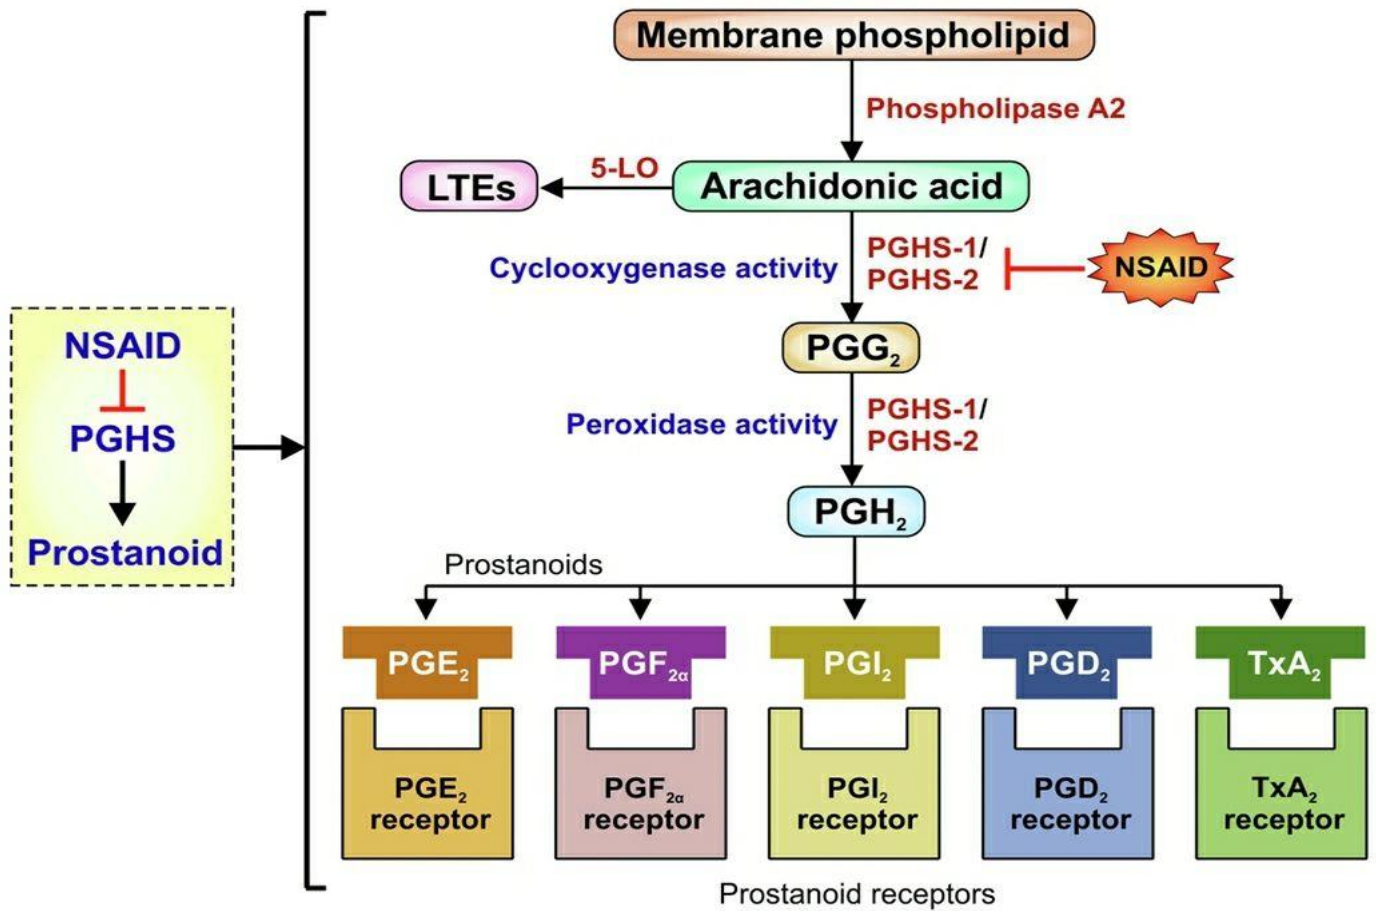 NSAID
PGHS
Prostanoid
Membrane phospholipid
Phospholipase A2
LTEs
5-LO
Arachidonic acid
Cyclooxygenase activity
PGHS-1/
PGHS-2
NSAID
PGG₂
Peroxidase activity
PGHS-1/
PGHS-2
PGH₂
Prostanoids
PGE₂
PGF₂α
PGI₂
PGD₂
TxA₂
PGE₂
receptor
PGF₂α
receptor
PGI₂
receptor
PGD₂
receptor
TxA₂
receptor
Prostanoid receptors